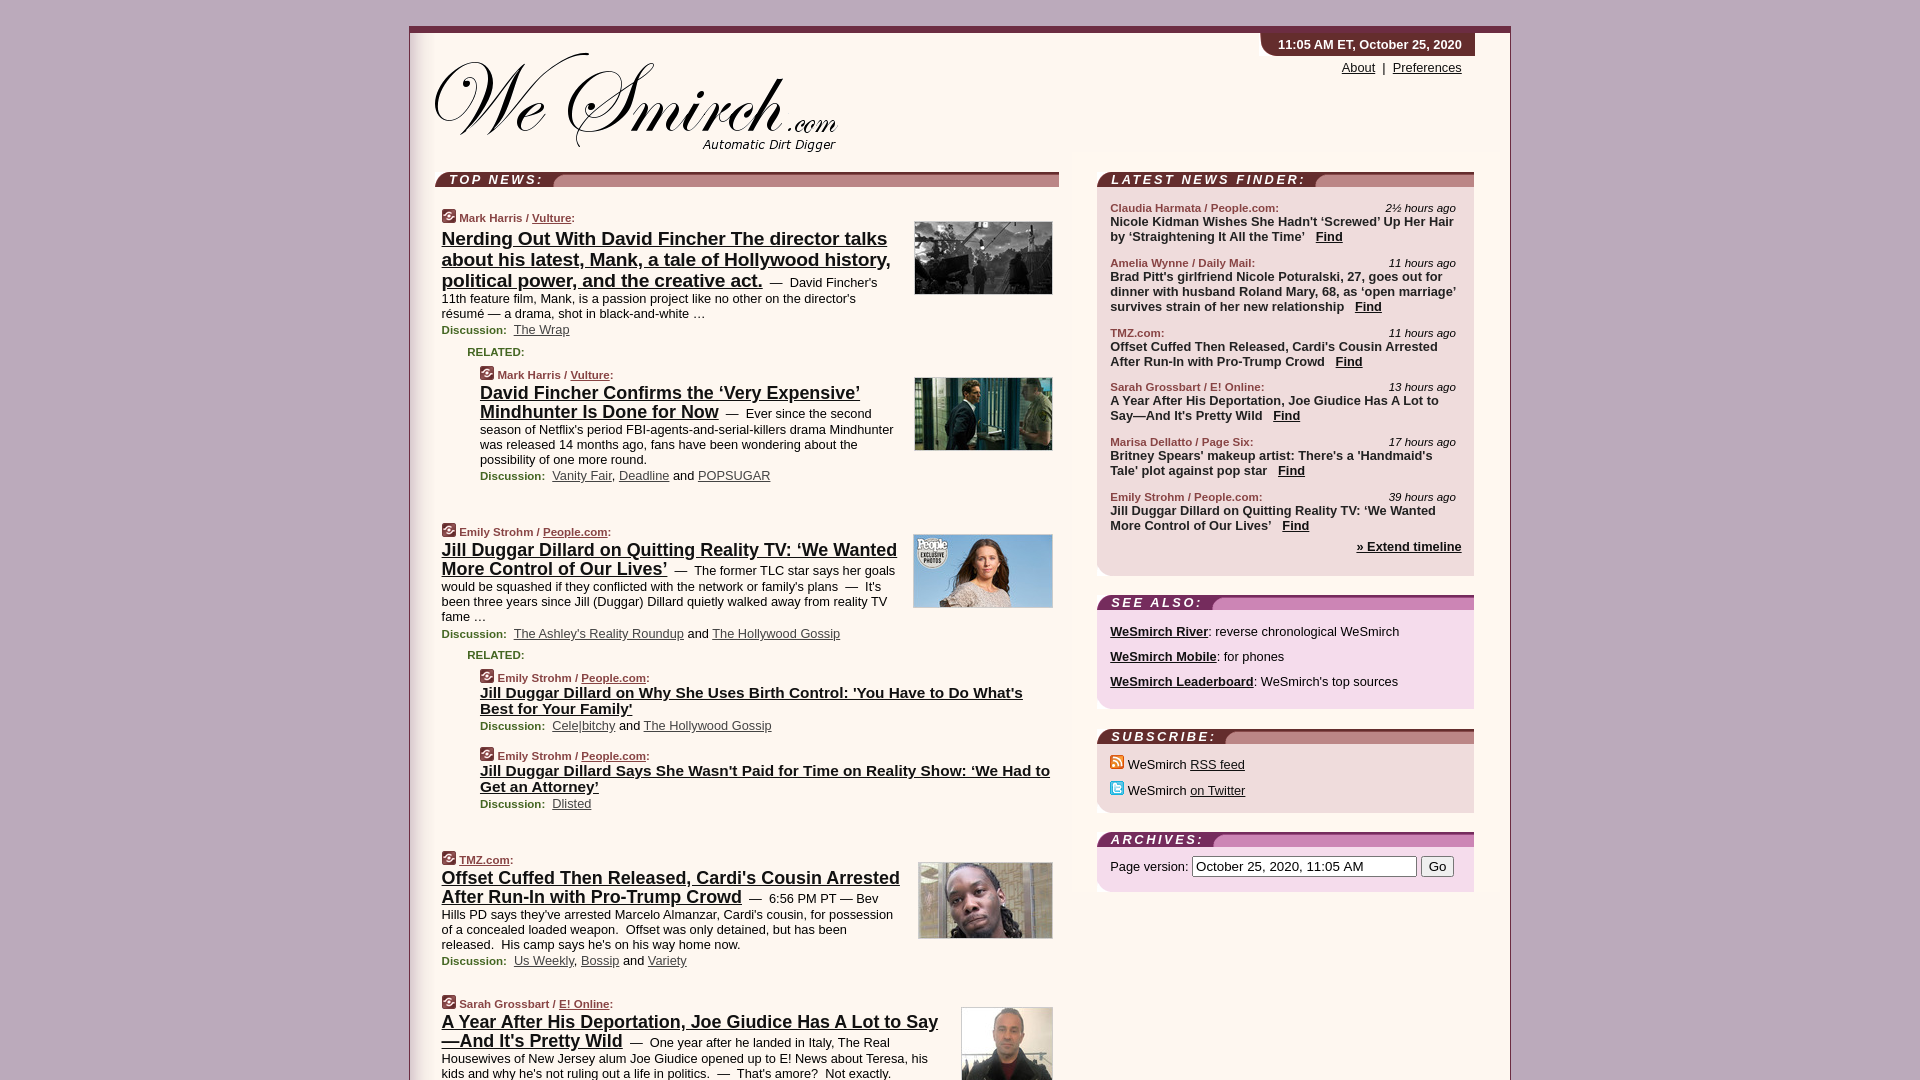 11:05 AM ET, October 25, 2020
About | Preferences
We Smirch .com
Automatic Dirt Digger
TOP NEWS:
Mark Harris / Vulture:
Nerding Out With David Fincher The director talks
about his latest, Mank, a tale of Hollywood history,
political power, and the creative act. — David Fincher's
11th feature film, Mank, is a passion project like no other on the director's
résumé — a drama, shot in black-and-white …
Discussion: The Wrap
RELATED:
Mark Harris / Vulture:
David Fincher Confirms the ‘Very Expensive’
Mindhunter Is Done for Now — Ever since the second
season of Netflix's period FBI-agents-and-serial-killers drama Mindhunter
was released 14 months ago, fans have been wondering about the
possibility of one more round.
Discussion: Vanity Fair, Deadline and POPSUGAR
Emily Strohm / People.com:
Jill Duggar Dillard on Quitting Reality TV: ‘We Wanted
More Control of Our Lives’ — The former TLC star says her goals
would be squashed if they conflicted with the network or family's plans — It's
been three years since Jill (Duggar) Dillard quietly walked away from reality TV
fame …
People
EXCLUSIVE
PHOTOS
Discussion: The Ashley's Reality Roundup and The Hollywood Gossip
RELATED:
Emily Strohm / People.com:
Jill Duggar Dillard on Why She Uses Birth Control: 'You Have to Do What's
Best for Your Family'
Discussion: Cele|bitchy and The Hollywood Gossip
Emily Strohm / People.com:
Jill Duggar Dillard Says She Wasn't Paid for Time on Reality Show: ‘We Had to
Get an Attorney’
Discussion: Dlisted
TMZ.com:
Offset Cuffed Then Released, Cardi's Cousin Arrested
After Run-In with Pro-Trump Crowd — 6:56 PM PT — Bev
Hills PD says they've arrested Marcelo Almanzar, Cardi's cousin, for possession
of a concealed loaded weapon. Offset was only detained, but has been
released. His camp says he's on his way home now.
Discussion: Us Weekly, Bossip and Variety
Sarah Grossbart / E! Online:
A Year After His Deportation, Joe Giudice Has A Lot to Say
—And It's Pretty Wild — One year after he landed in Italy, The Real
Housewives of New Jersey alum Joe Giudice opened up to E! News about Teresa, his
kids and why he's not ruling out a life in politics. — That's amore? Not exactly.
LATEST NEWS FINDER:
Claudia Harmata / People.com: 2½ hours ago
Nicole Kidman Wishes She Hadn't ‘Screwed’ Up Her Hair
by ‘Straightening It All the Time’ Find
Amelia Wynne / Daily Mail: 11 hours ago
Brad Pitt's girlfriend Nicole Poturalski, 27, goes out for
dinner with husband Roland Mary, 68, as ‘open marriage’
survives strain of her new relationship Find
TMZ.com: 11 hours ago
Offset Cuffed Then Released, Cardi's Cousin Arrested
After Run-In with Pro-Trump Crowd Find
Sarah Grossbart / E! Online: 13 hours ago
A Year After His Deportation, Joe Giudice Has A Lot to
Say—And It's Pretty Wild Find
Marisa Dellatto / Page Six: 17 hours ago
Britney Spears' makeup artist: There's a 'Handmaid's
Tale' plot against pop star Find
Emily Strohm / People.com: 39 hours ago
Jill Duggar Dillard on Quitting Reality TV: ‘We Wanted
More Control of Our Lives’ Find
» Extend timeline
SEE ALSO:
WeSmirch River: reverse chronological WeSmirch
WeSmirch Mobile: for phones
WeSmirch Leaderboard: WeSmirch's top sources
SUBSCRIBE:
WeSmirch RSS feed
WeSmirch on Twitter
ARCHIVES:
Page version: October 25, 2020, 11:05 AM Go